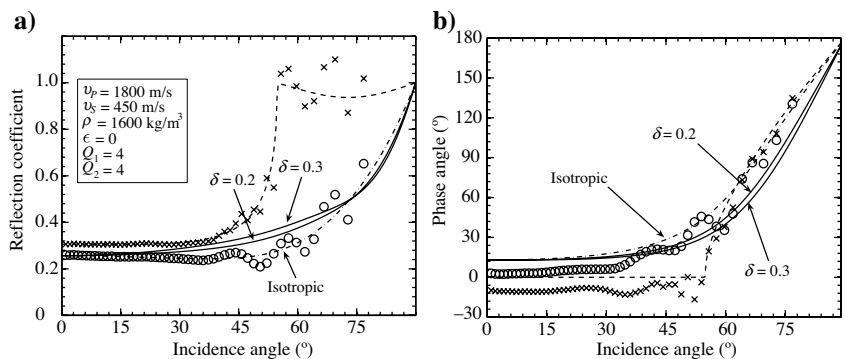 a)
1.0
0.8
0.6
0.4
0.2
0
Reflection coefficient
υP = 1800 m/s
υS = 450 m/s
ρ = 1600 kg/m³
ϵ = 0
Q1 = 4
Q2 = 4
δ = 0.2
δ = 0.3
Isotropic
0 15 30 45 60 75
Incidence angle (º)
b)
180
150
120
90
60
30
0
−30
Phase angle (º)
δ = 0.2
Isotropic
δ = 0.3
0 15 30 45 60 75
Incidence angle (º)